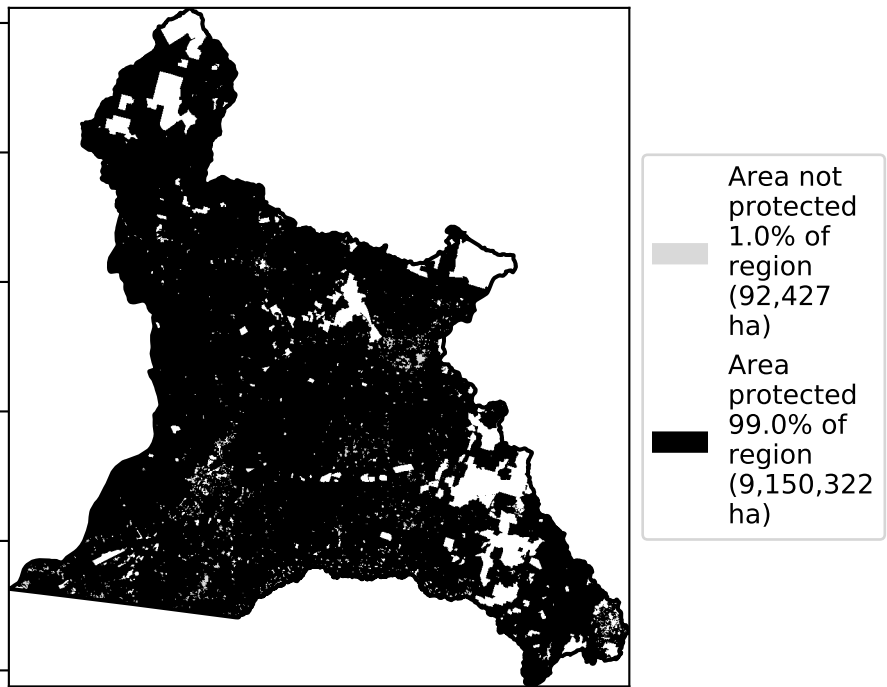 Area not
protected
1.0% of
region
(92,427
ha)
Area
protected
99.0% of
region
(9,150,322
ha)